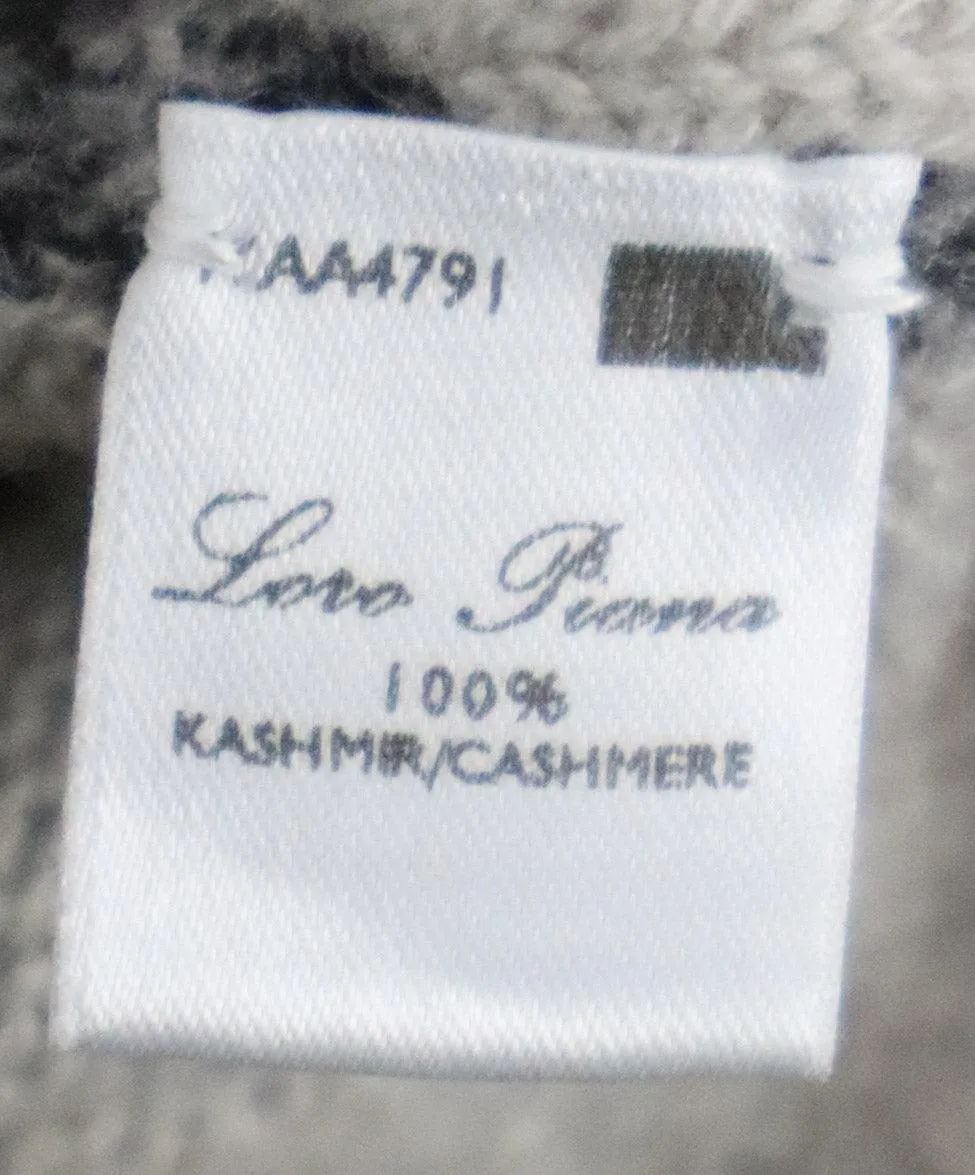 AA4791
Loro Piana
100%
KASHMIR/CASHMERE